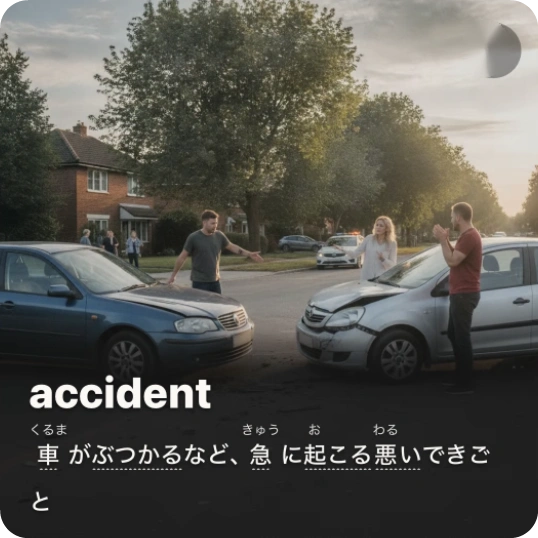 accident
くるま きゅう お わる
車がぶつかるなど、急に起こる悪いできご
と